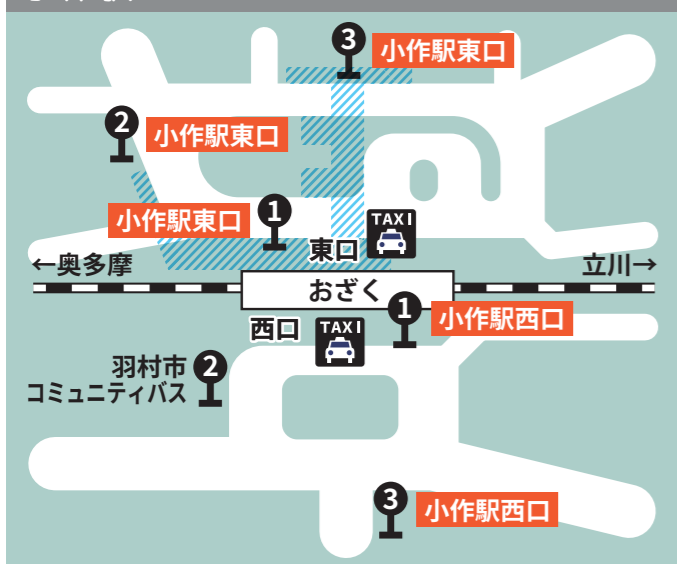 3 小作駅東口
2 小作駅東口
小作駅東口 1
TAXI
東口
←奥多摩
立川→
おざく
1 小作駅西口
西口
TAXI
羽村市
コミュニティバス
2
3 小作駅西口